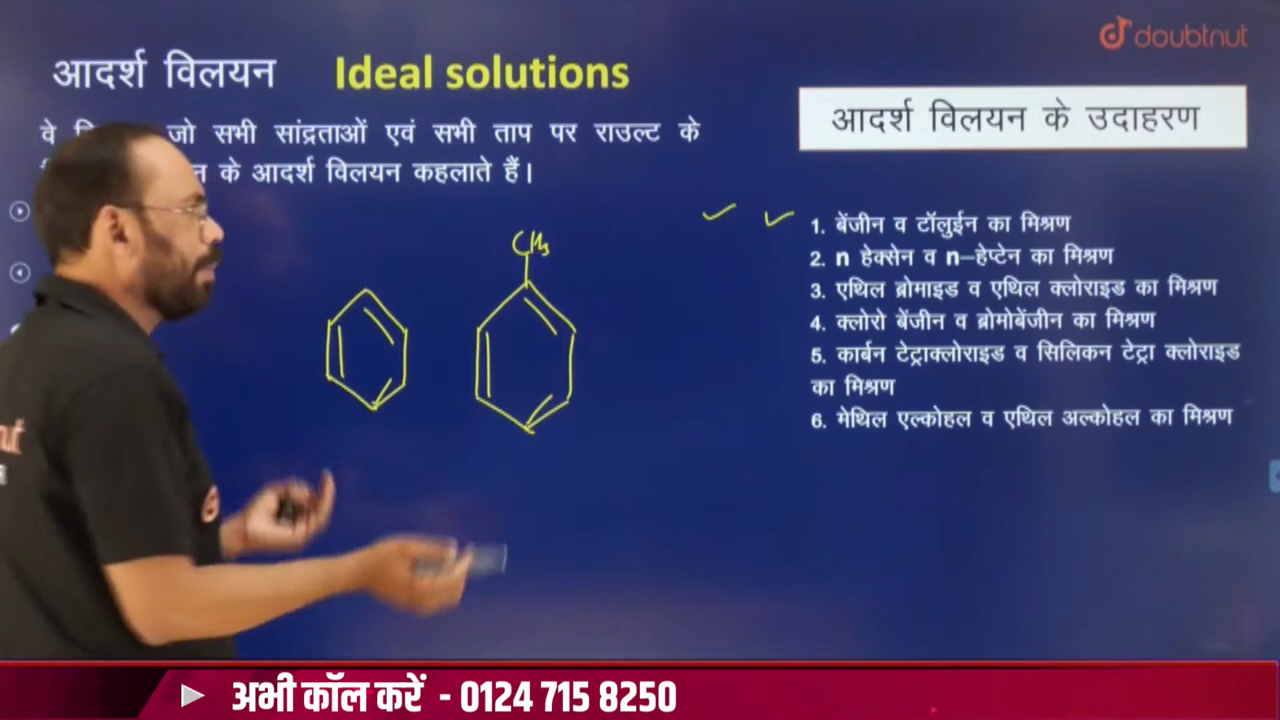 doubtnut
आदर्श विलयन Ideal solutions
आदर्श विलयन के उदाहरण
वे जो सभी सांद्रताओं एवं सभी ताप पर राउल्ट के
के आदर्श विलयन कहलाते हैं।
1. बेंजीन व टॉलुईन का मिश्रण
2. n हेक्सेन व n–हेप्टेन का मिश्रण
3. एथिल ब्रोमाइड व एथिल क्लोराइड का मिश्रण
4. क्लोरो बेंजीन व ब्रोमोबेंजीन का मिश्रण
5. कार्बन टेट्राक्लोराइड व सिलिकन टेट्रा क्लोराइड
का मिश्रण
6. मेथिल एल्कोहल व एथिल अल्कोहल का मिश्रण
CH₃
अभी कॉल करें - 0124 715 8250